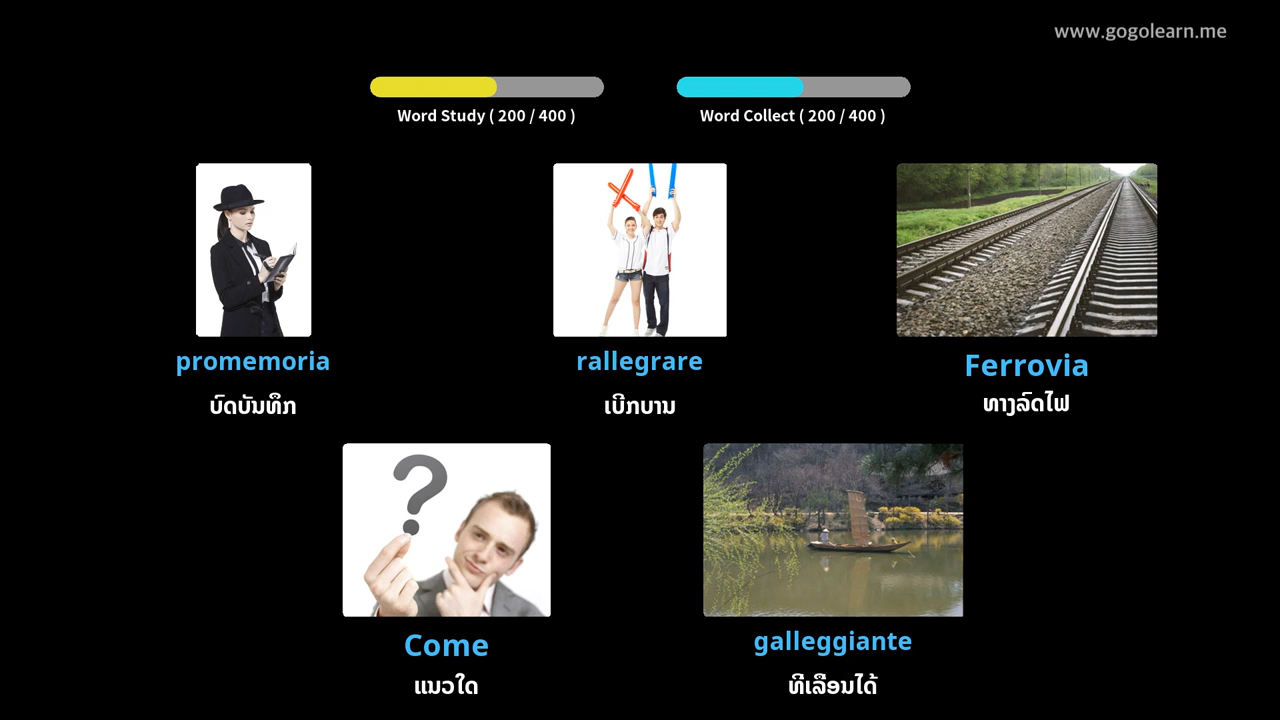 www.gogolearn.me
Word Study ( 200 / 400 )
Word Collect ( 200 / 400 )
promemoria
ບົດບັນທຶກ
rallegrare
ເບີກບານ
Ferrovia
ທາງລົດໄຟ
Come
ແນວໃດ
galleggiante
ທີ່ເລື່ອນໄດ້